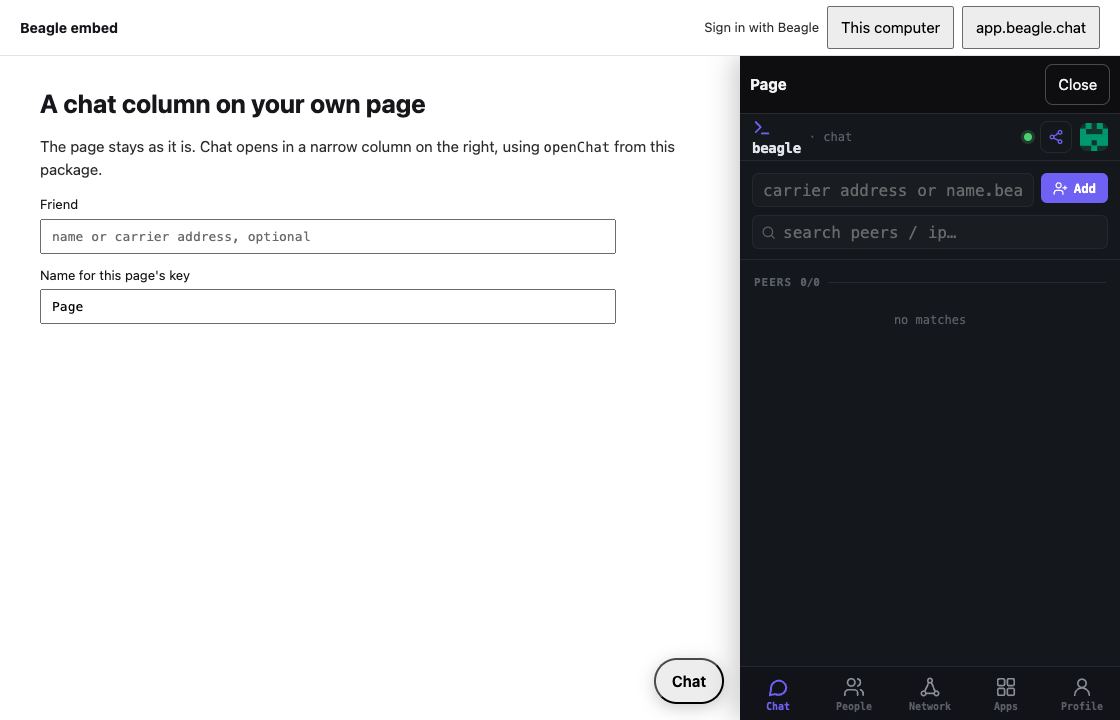 Beagle embed
Sign in with Beagle
This computer
app.beagle.chat
A chat column on your own page
The page stays as it is. Chat opens in a narrow column on the right, using openChat from this
package.
Friend
name or carrier address, optional
Name for this page's key
Page
Chat
Page
Close
>_
beagle
· chat
carrier address or name.bea
Add
search peers / ip…
PEERS 0/0
no matches
Chat
People
Network
Apps
Profile